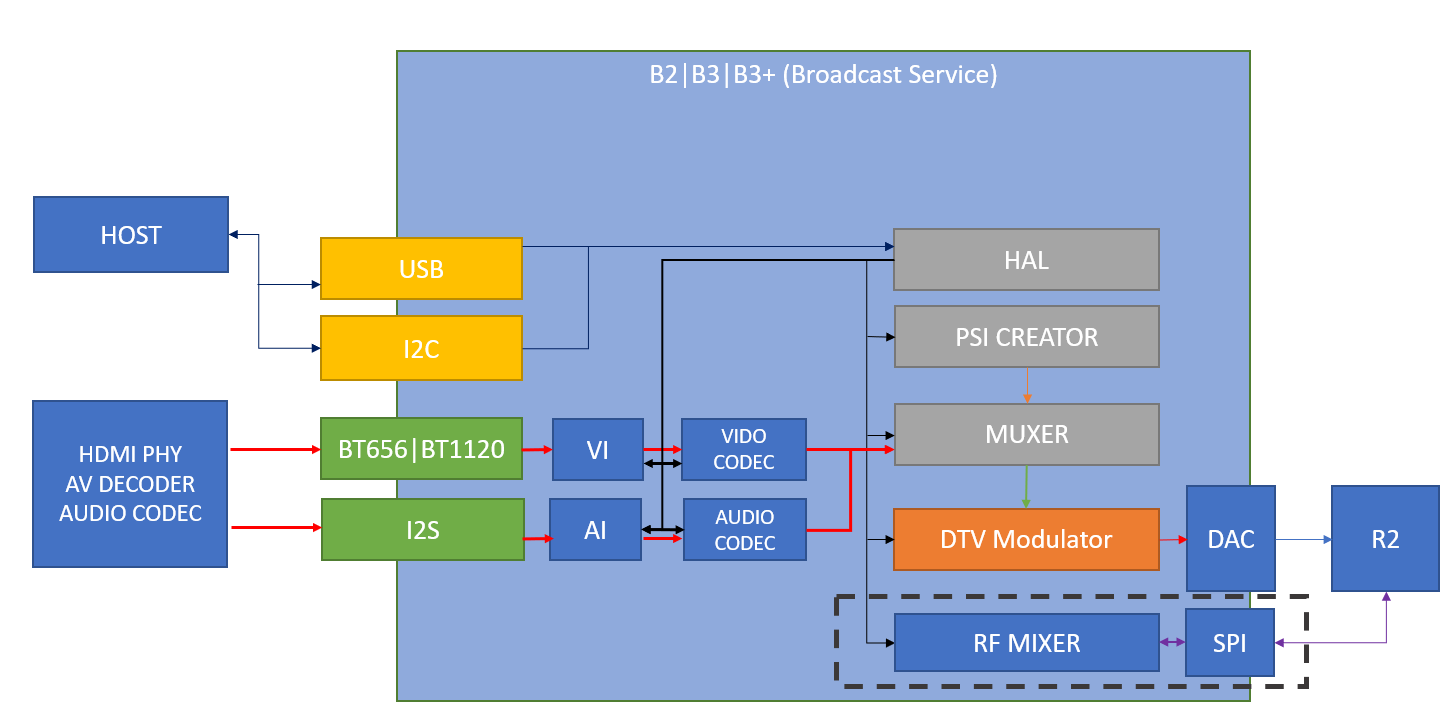 B2|B3|B3+ (Broadcast Service)
HOST
USB
HAL
I2C
PSI CREATOR
HDMI PHY
AV DECODER
AUDIO CODEC
BT656|BT1120
VI
VIDO
CODEC
MUXER
I2S
AI
AUDIO
CODEC
DTV Modulator
DAC
R2
RF MIXER
SPI